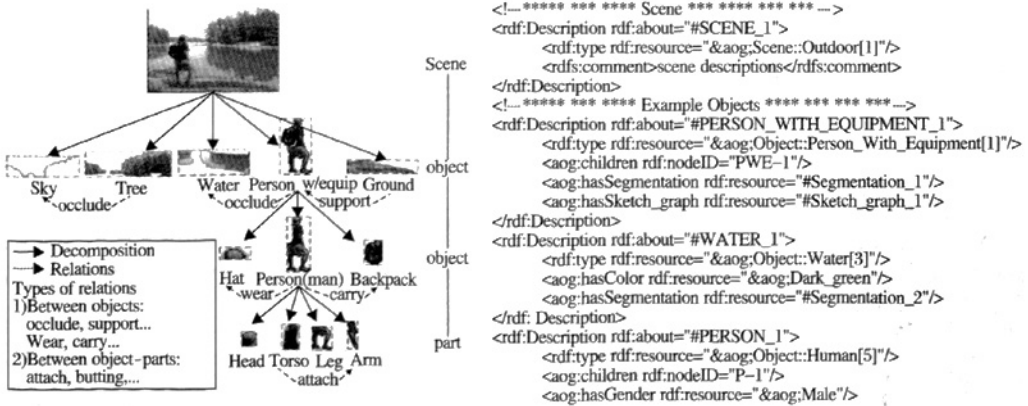 Scene
object
Sky Tree Water Person w/equip Ground
occlude occlude support
object
Hat Person(man) Backpack
wear carry
part
Head Torso Leg Arm
attach
Decomposition
Relations
Types of relations
1)Between objects:
occlude, support...
Wear, carry...
2)Between object-parts:
attach, butting,...
<!--- ***** *** **** Scene *** **** *** *** --->
<rdf:Description rdf:about="#SCENE_1">
<rdf:type rdf:resource="&aog;Scene::Outdoor[1]"/>
<rdfs:comment>scene descriptions</rdfs:comment>
</rdf:Description>
<!--- ***** *** **** Example Objects **** *** *** ***--->
<rdf:Description rdf:about="#PERSON_WITH_EQUIPMENT_1">
<rdf:type rdf:resource="&aog;Object::Person_With_Equipment[1]"/>
<aog:children rdf:nodeID="PWE-1"/>
<aog:hasSegmentation rdf:resource="#Segmentation_1"/>
<aog:hasSketch_graph rdf:resource="#Sketch_graph_1"/>
</rdf:Description>
<rdf:Description rdf:about="#WATER_1">
<rdf:type rdf:resource="&aog;Object::Water[3]"/>
<aog:hasColor rdf:resource="&aog;Dark_green"/>
<aog:hasSegmentation rdf:resource="#Segmentation_2"/>
</rdf: Description>
<rdf:Description rdf:about="#PERSON_1">
<rdf:type rdf:resource="&aog;Object::Human[5]"/>
<aog:children rdf:nodeID="P-1"/>
<aog:hasGender rdf:resource="&aog;Male"/>